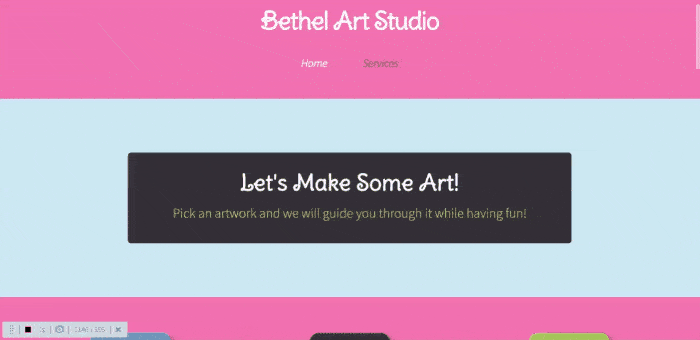 Bethel Art Studio
Home Services
Let's Make Some Art!
Pick an artwork and we will guide you through it while having fun!